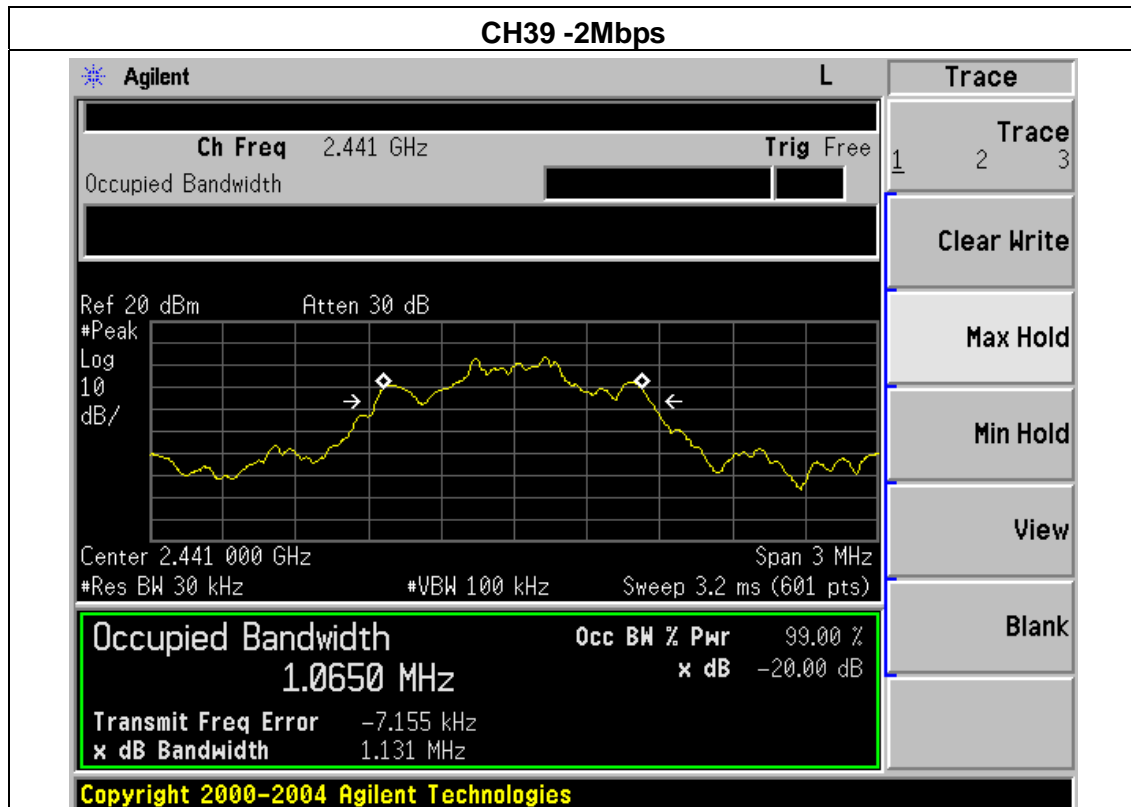 CH39 -2Mbps
Agilent L Trace
Ch Freq 2.441 GHz Trig Free
Occupied Bandwidth
Trace
1 2 3
Clear Write
Max Hold
Min Hold
View
Blank
Ref 20 dBm Atten 30 dB
#Peak
Log
10
dB/
Center 2.441 000 GHz Span 3 MHz
#Res BW 30 kHz #VBW 100 kHz Sweep 3.2 ms (601 pts)
Occupied Bandwidth Occ BW % Pwr 99.00 %
1.0650 MHz x dB -20.00 dB
Transmit Freq Error -7.155 kHz
x dB Bandwidth 1.131 MHz
Copyright 2000-2004 Agilent Technologies